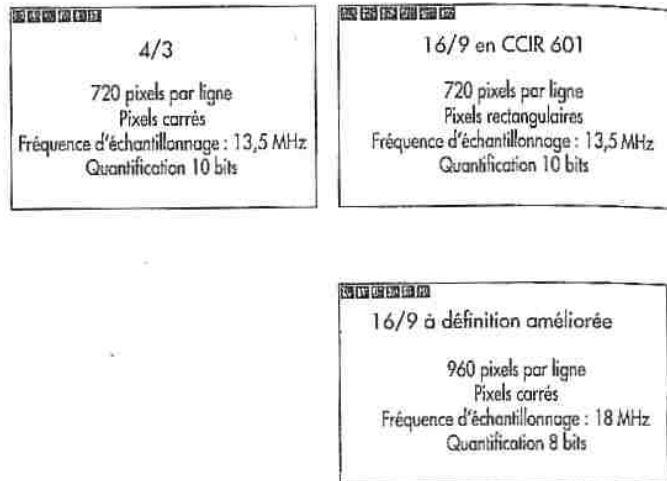 4/3
720 pixels par ligne
Pixels carrés
Fréquence d'échantillonnage : 13,5 MHz
Quantification 10 bits
16/9 en CCIR 601
720 pixels par ligne
Pixels rectangulaires
Fréquence d'échantillonnage : 13,5 MHz
Quantification 10 bits
16/9 à définition améliorée
960 pixels par ligne
Pixels carrés
Fréquence d'échantillonnage : 18 MHz
Quantification 8 bits